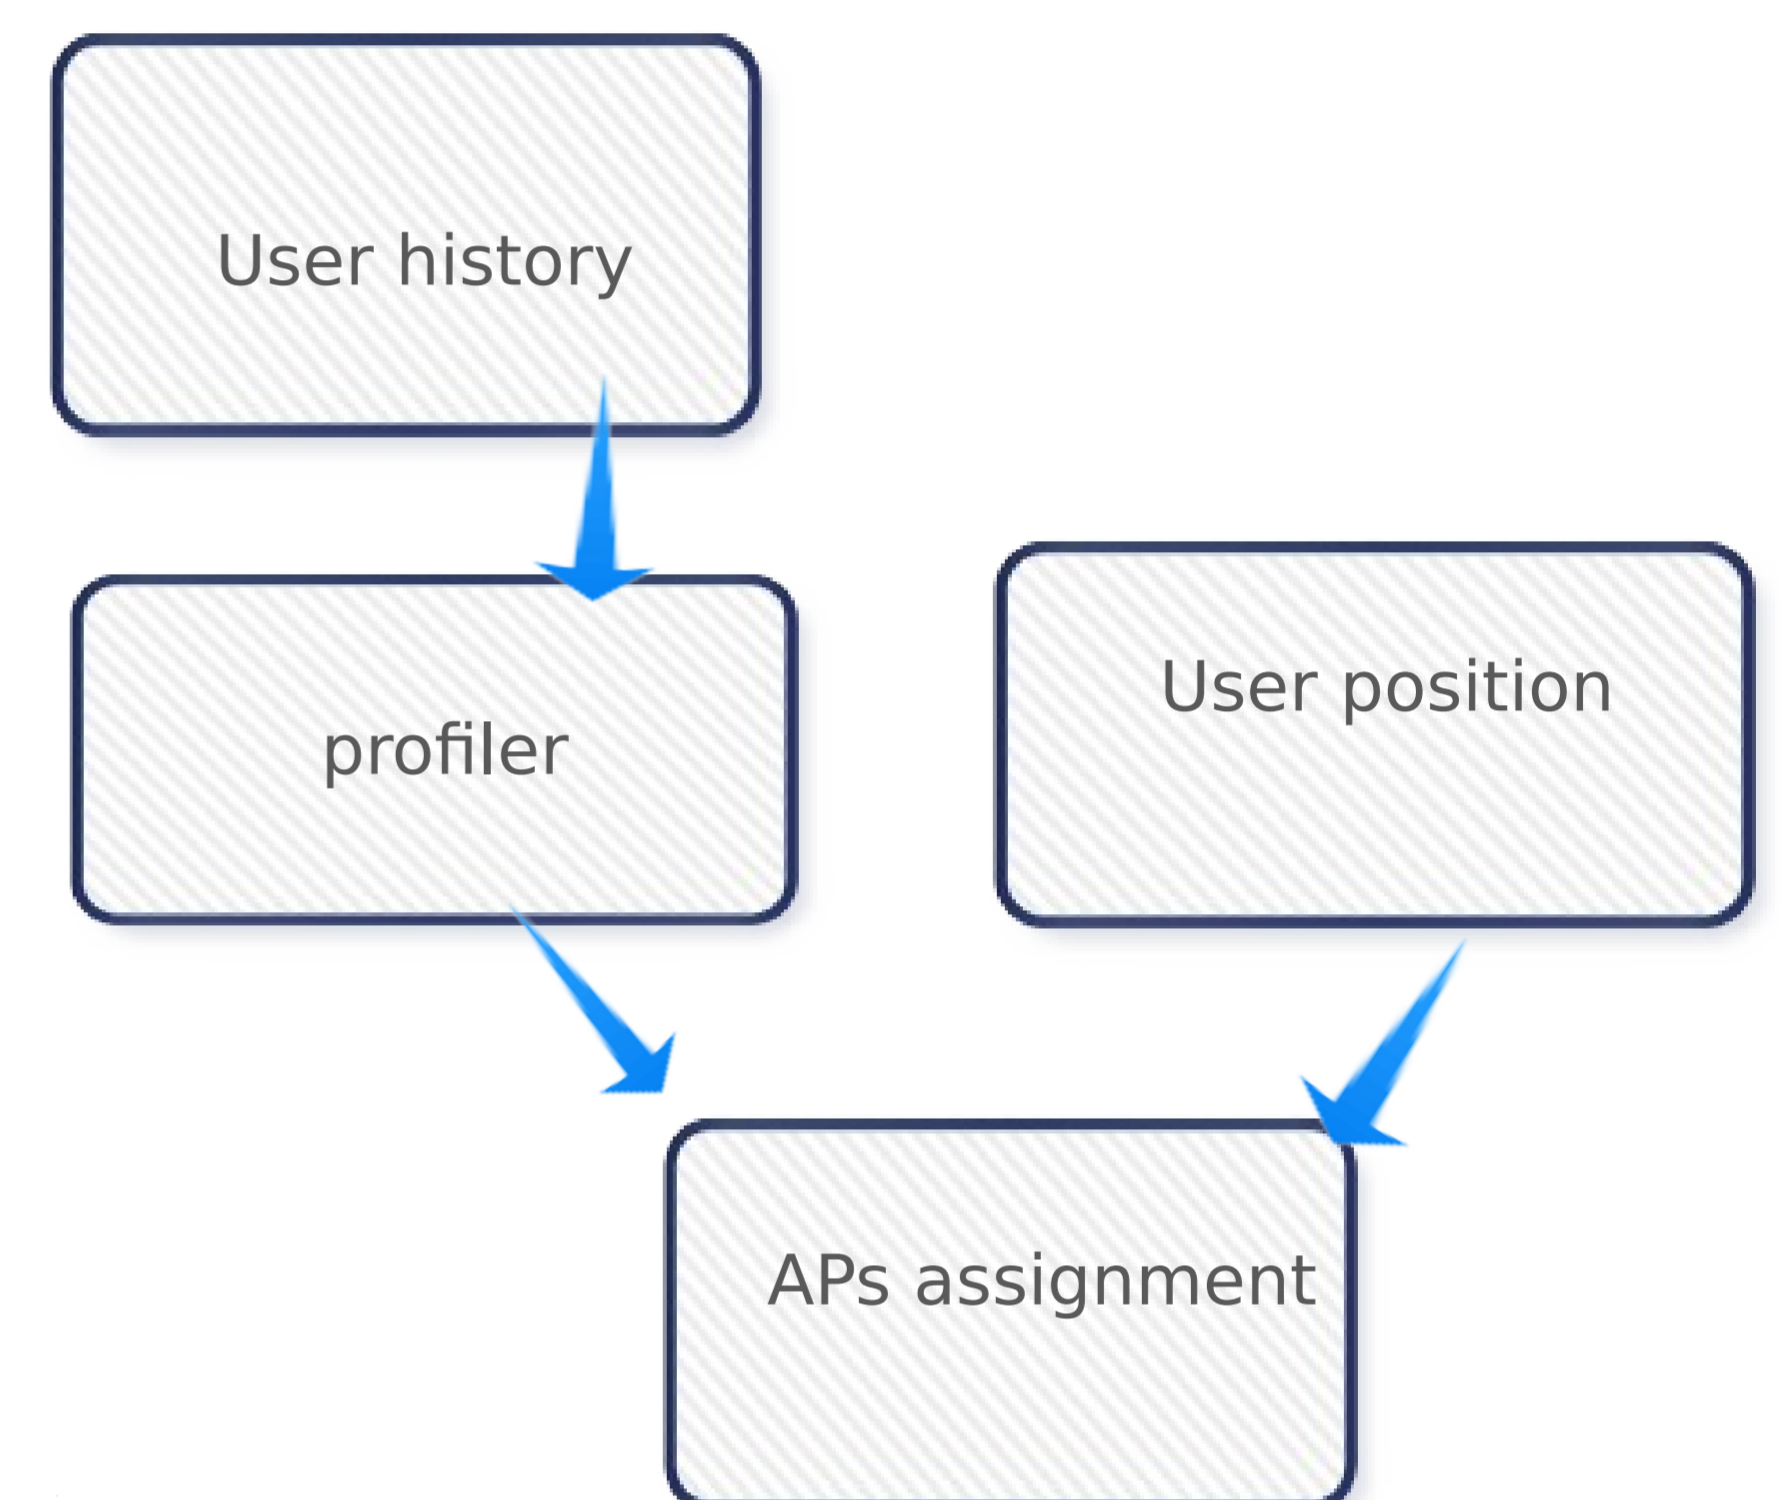 User history
profiler
User position
APs assignment